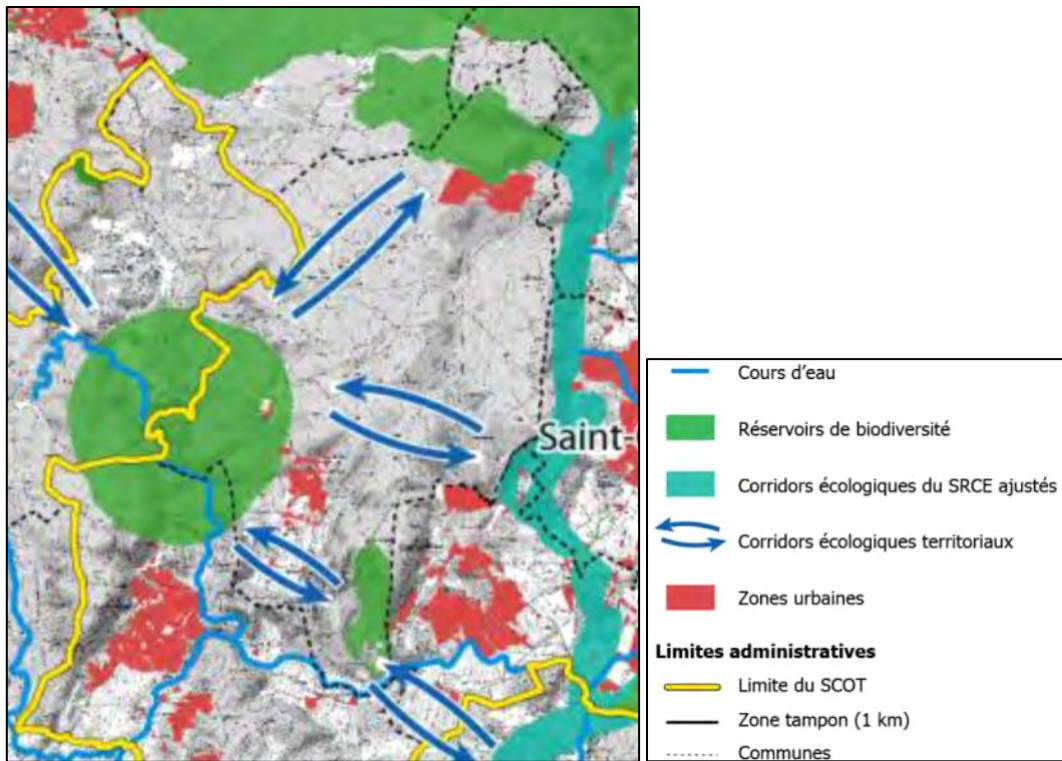 Saint-
Cours d'eau
Réservoirs de biodiversité
Corridors écologiques du SRCE ajustés
Corridors écologiques territoriaux
Zones urbaines
Limites administratives
Limite du SCOT
Zone tampon (1 km)
Communes